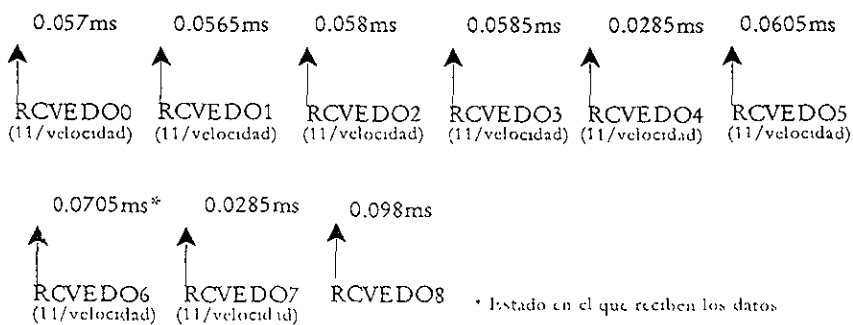 0.057ms 0.0565ms 0.058ms 0.0585ms 0.0285ms 0.0605ms
RCVEDO0 RCVEDO1 RCVEDO2 RCVEDO3 RCVEDO4 RCVEDO5
(11/velocidad) (11/velocidad) (11/velocidad) (11/velocidad) (11/velocidad) (11/velocidad)
0.0705ms* 0.0285ms 0.098ms
RCVEDO6 RCVEDO7 RCVEDO8 * Estado en el que reciben los datos
(11/velocidad) (11/velocidad)